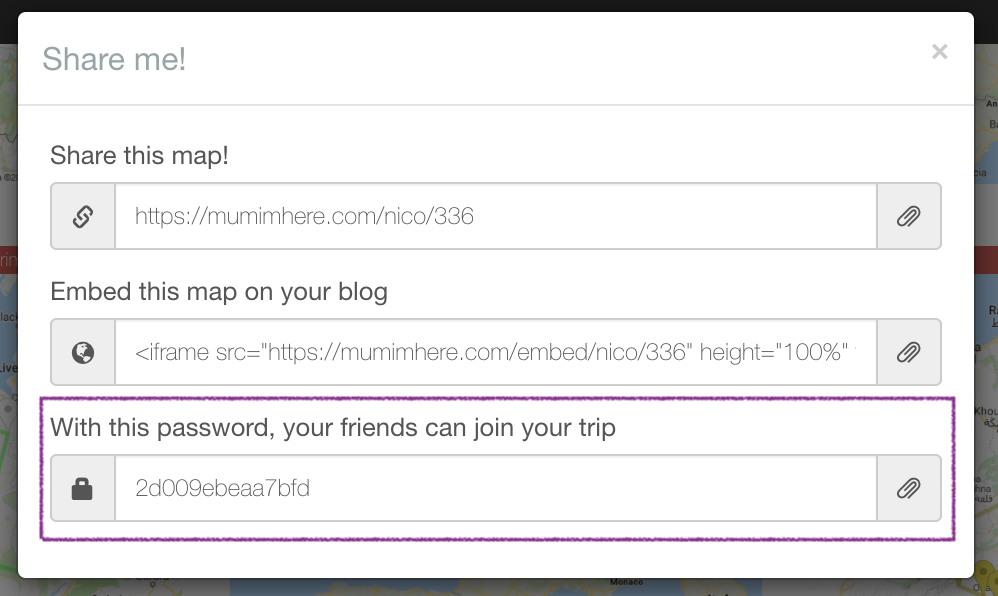 Share me!
×
Share this map!
https://mumimhere.com/nico/336
Embed this map on your blog
<iframe src="https://mumimhere.com/embed/nico/336" height="100%"
With this password, your friends can join your trip
2d009ebeaa7bfd
Monaco